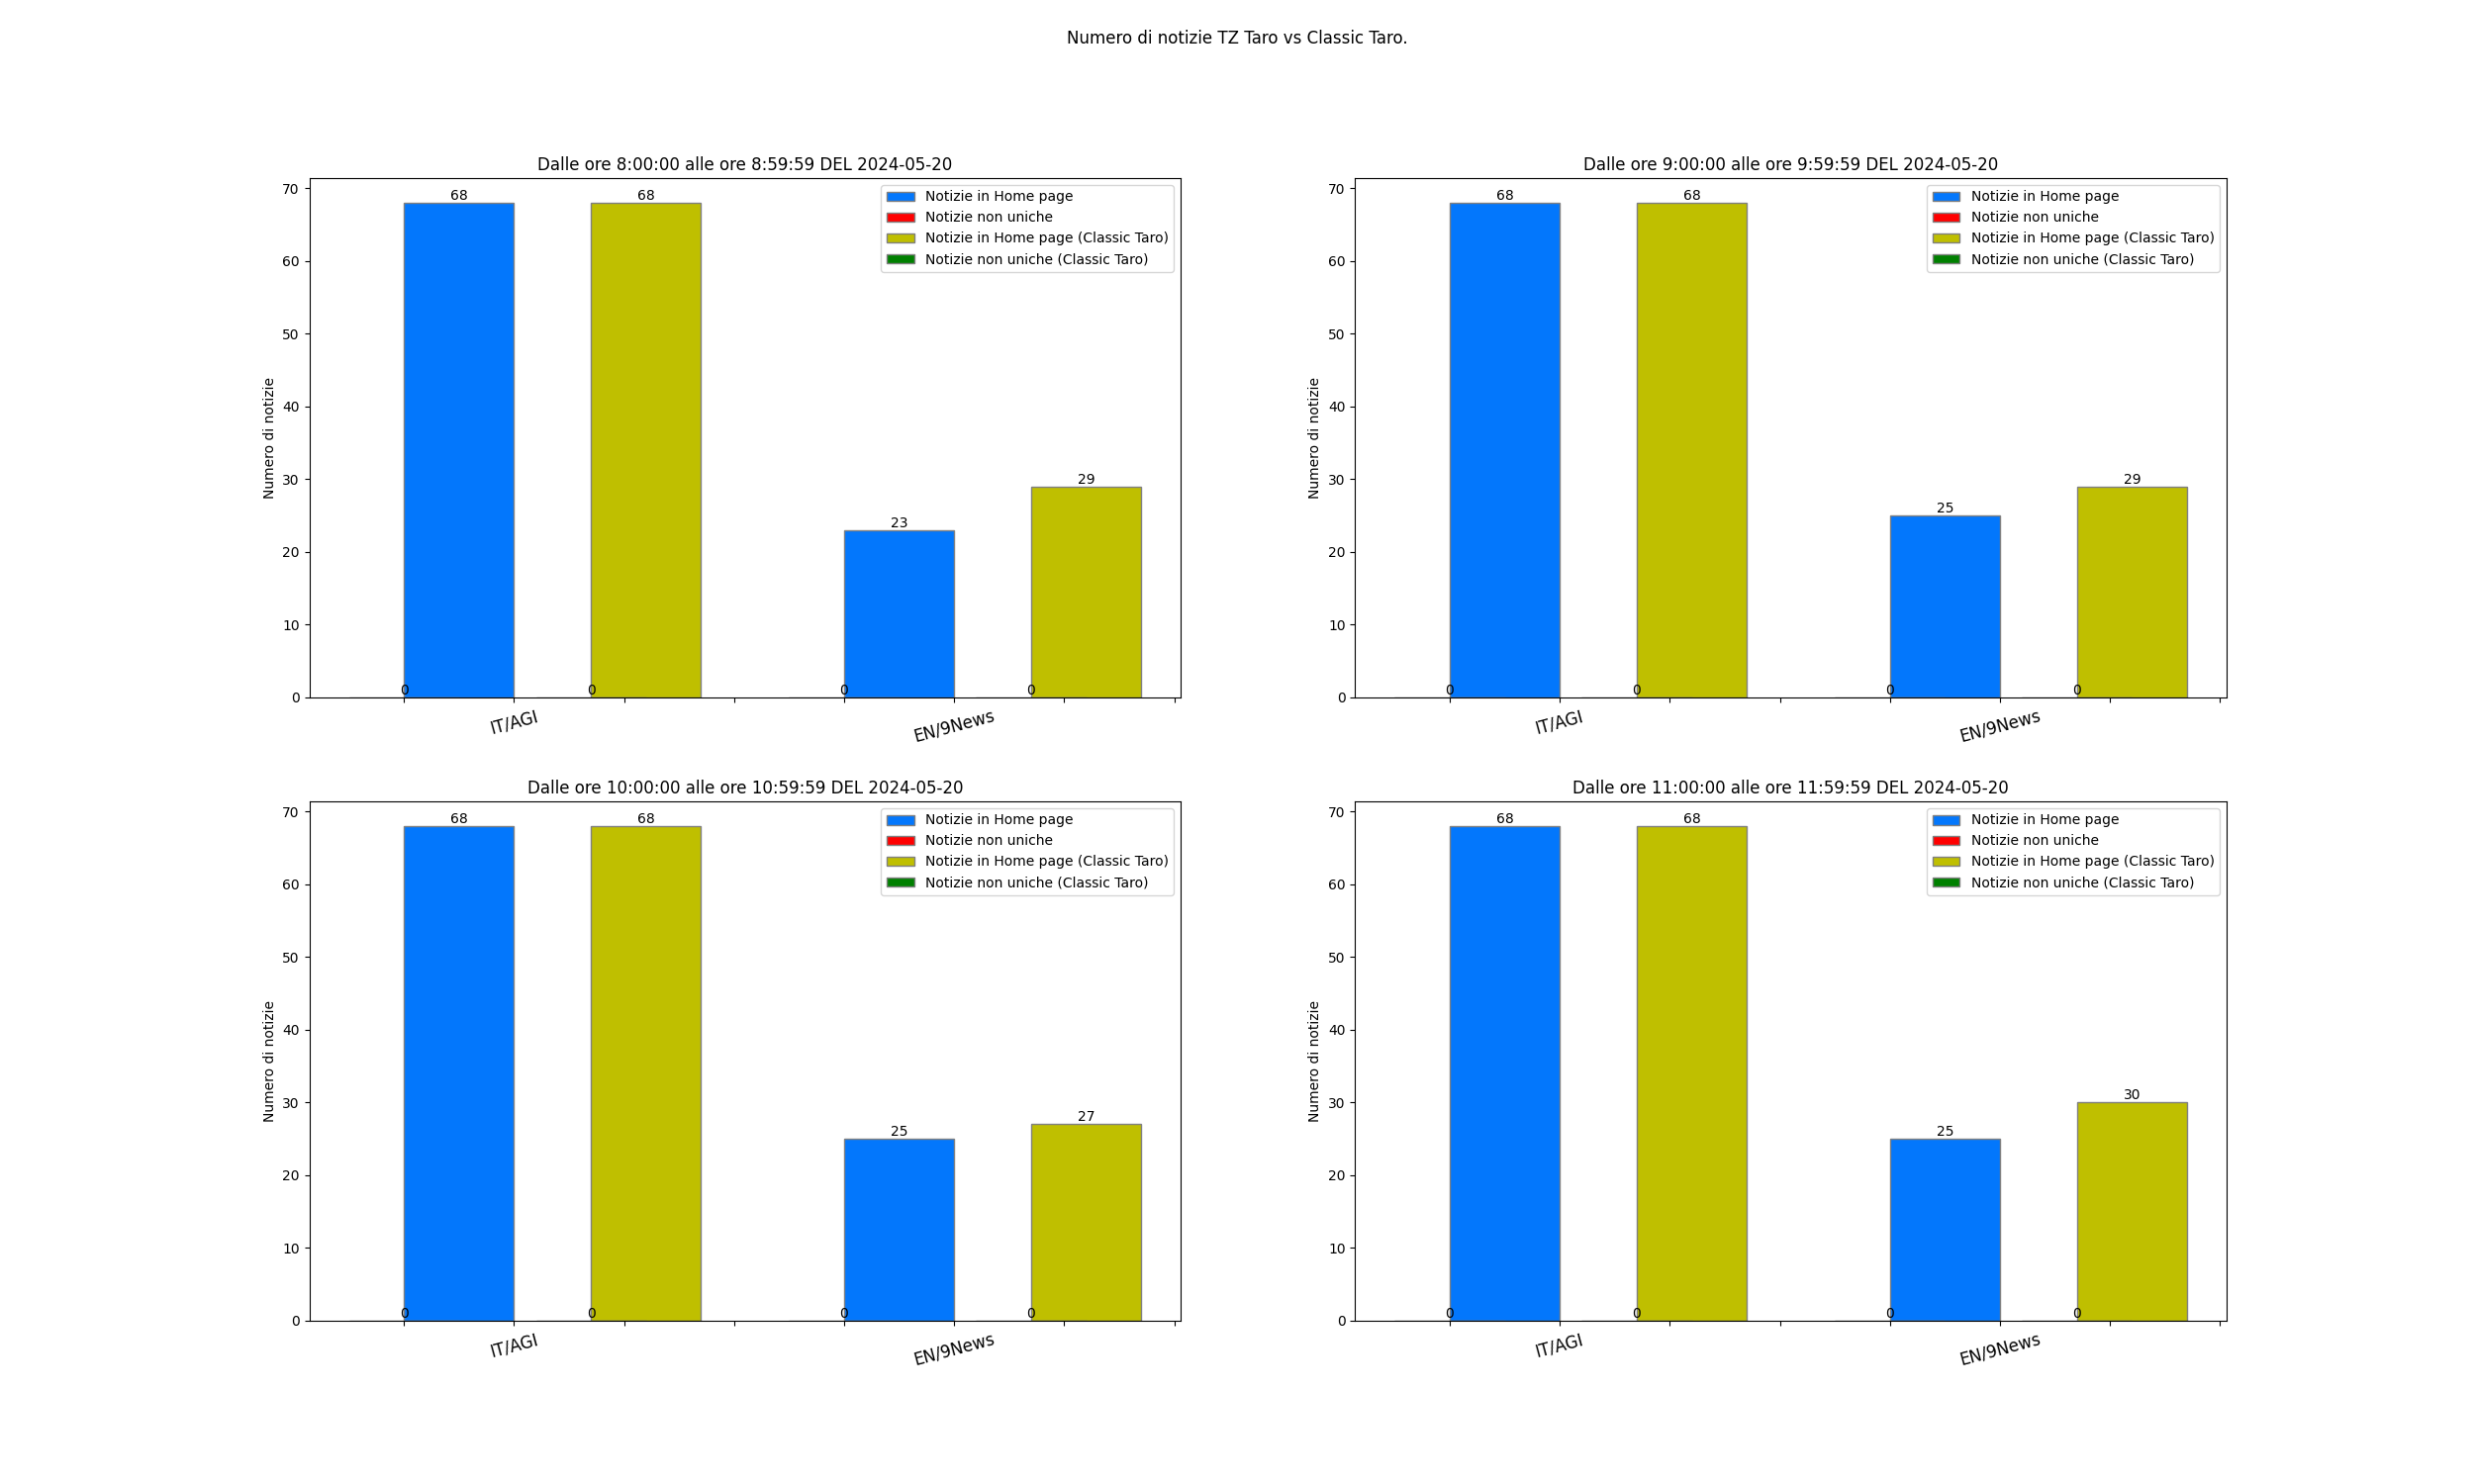 Numero di notizie TZ Taro vs Classic Taro.
Dalle ore 8:00:00 alle ore 8:59:59 DEL 2024-05-20
Numero di notizie
70
60
50
40
30
20
10
0
68
68
23
29
0
0
0
0
Notizie in Home page
Notizie non uniche
Notizie in Home page (Classic Taro)
Notizie non uniche (Classic Taro)
IT/AGI
EN/9News
Dalle ore 9:00:00 alle ore 9:59:59 DEL 2024-05-20
Numero di notizie
70
60
50
40
30
20
10
0
68
68
25
29
0
0
0
0
Notizie in Home page
Notizie non uniche
Notizie in Home page (Classic Taro)
Notizie non uniche (Classic Taro)
IT/AGI
EN/9News
Dalle ore 10:00:00 alle ore 10:59:59 DEL 2024-05-20
Numero di notizie
70
60
50
40
30
20
10
0
68
68
25
27
0
0
0
0
Notizie in Home page
Notizie non uniche
Notizie in Home page (Classic Taro)
Notizie non uniche (Classic Taro)
IT/AGI
EN/9News
Dalle ore 11:00:00 alle ore 11:59:59 DEL 2024-05-20
Numero di notizie
70
60
50
40
30
20
10
0
68
68
25
30
0
0
0
0
Notizie in Home page
Notizie non uniche
Notizie in Home page (Classic Taro)
Notizie non uniche (Classic Taro)
IT/AGI
EN/9News